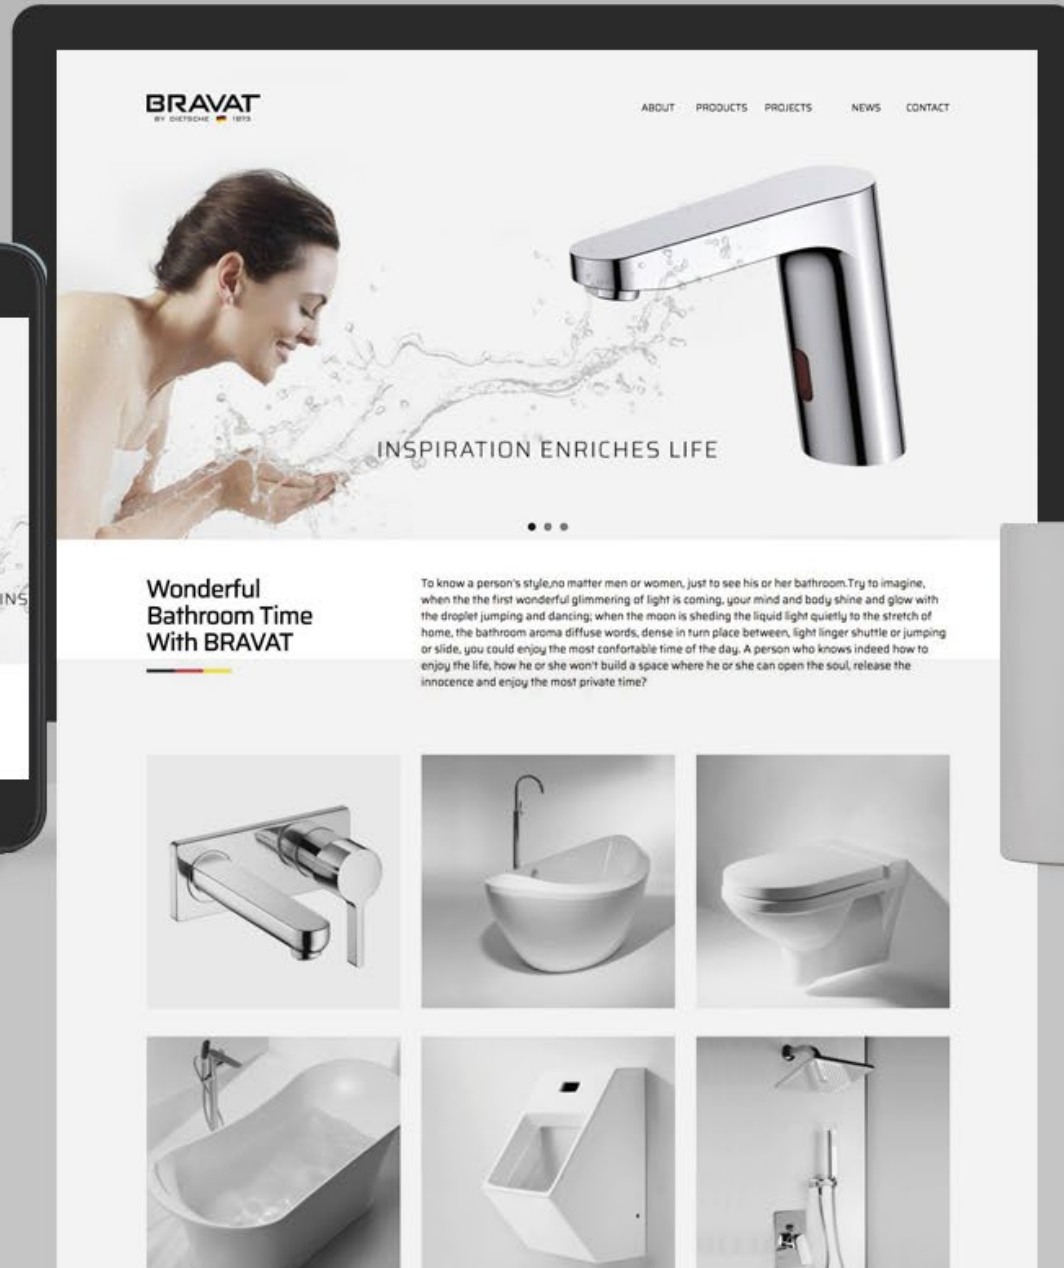 BRAVAT
BY DIETSCHE 1873
ABOUT PRODUCTS PROJECTS NEWS CONTACT
INSPIRATION ENRICHES LIFE
INS
Wonderful
Bathroom Time
With BRAVAT
To know a person's style,no matter men or women, just to see his or her bathroom.Try to imagine,
when the the first wonderful glimmering of light is coming, your mind and body shine and glow with
the droplet jumping and dancing; when the moon is sheding the liquid light quietly to the stretch of
home, the bathroom aroma diffuse words, dense in turn place between, light linger shuttle or jumping
or slide, you could enjoy the most confortable time of the day. A person who knows indeed how to
enjoy the life, how he or she won't build a space where he or she can open the soul, release the
innocence and enjoy the most private time?